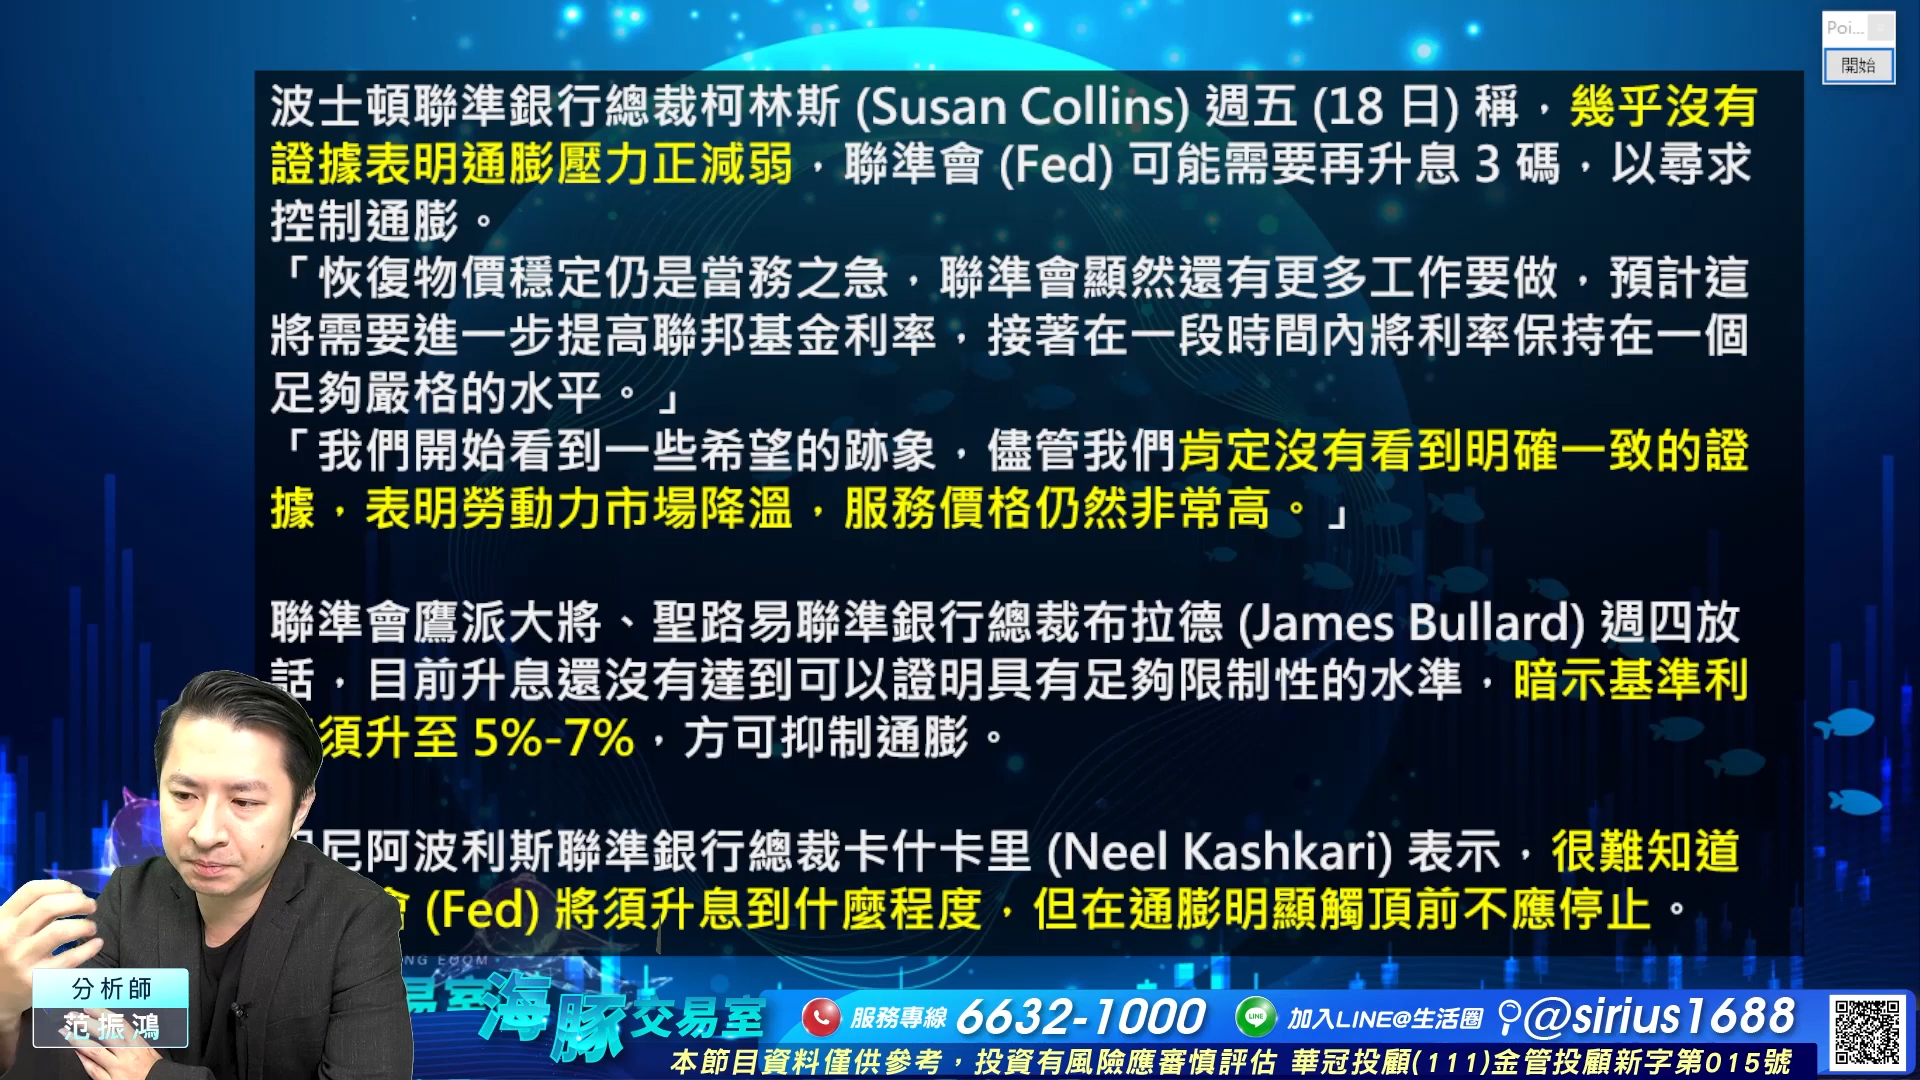 Poi...
開始
波士頓聯準銀行總裁柯林斯 (Susan Collins) 週五 (18 日) 稱，幾乎沒有
證據表明通膨壓力正減弱，聯準會 (Fed) 可能需要再升息 3 碼，以尋求
控制通膨。
「恢復物價穩定仍是當務之急，聯準會顯然還有更多工作要做，預計這
將需要進一步提高聯邦基金利率，接著在一段時間內將利率保持在一個
足夠嚴格的水平。」
「我們開始看到一些希望的跡象，儘管我們肯定沒有看到明確一致的證
據，表明勞動力市場降溫，服務價格仍然非常高。」
聯準會鷹派大將、聖路易聯準銀行總裁布拉德 (James Bullard) 週四放
話，目前升息還沒有達到可以證明具有足夠限制性的水準，暗示基準利
須升至 5%-7%，方可抑制通膨。
尼阿波利斯聯準銀行總裁卡什卡里 (Neel Kashkari) 表示，很難知道
會 (Fed) 將須升息到什麼程度，但在通膨明顯觸頂前不應停止。
分析師
范振鴻
易室
海豚交易室
服務專線 6632-1000
LINE
加入LINE@生活圈
@sirius1688
本節目資料僅供參考，投資有風險應審慎評估 華冠投顧(111)金管投顧新字第015號